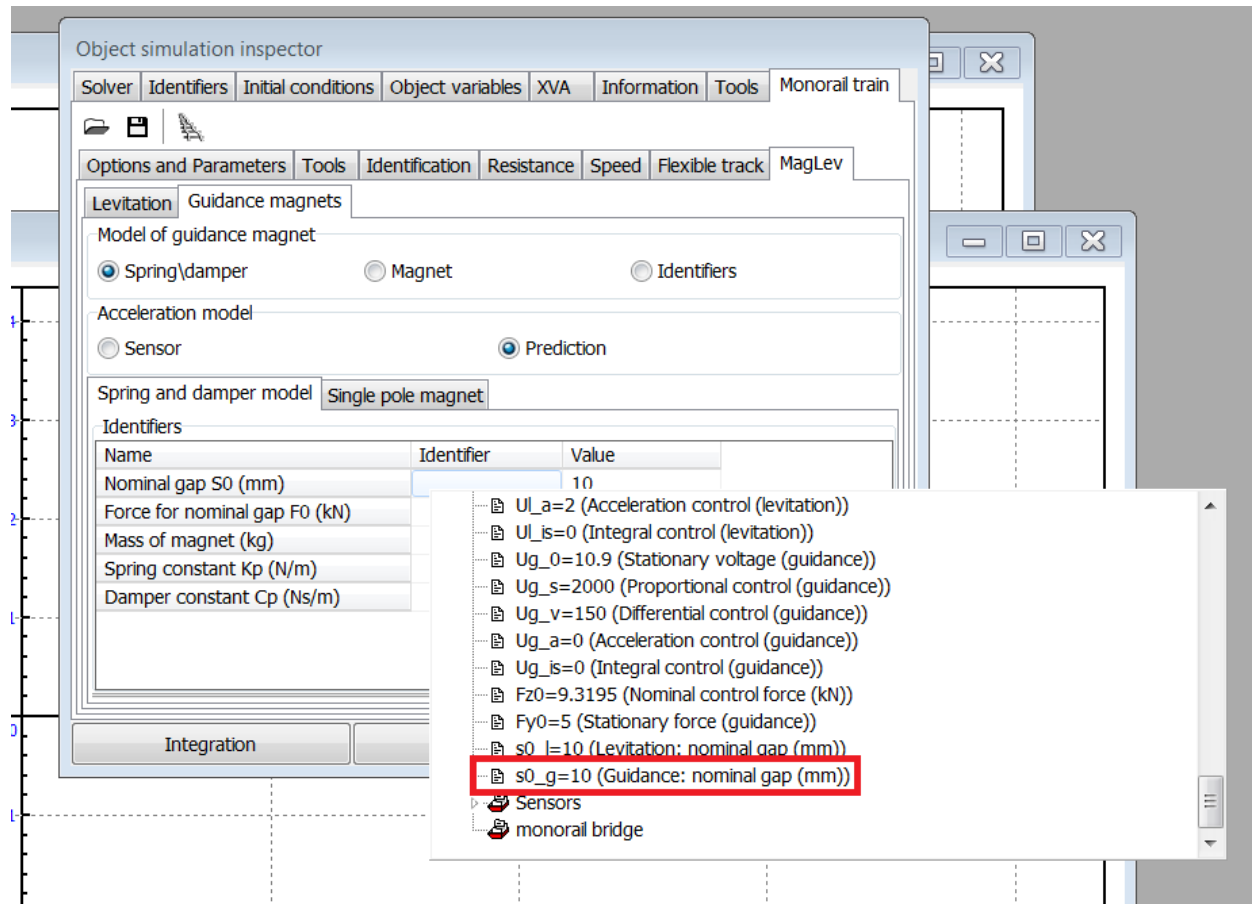 Object simulation inspector
Solver Identifiers Initial conditions Object variables XVA Information Tools Monorail train
Options and Parameters Tools Identification Resistance Speed Flexible track MagLev
Levitation Guidance magnets
Model of guidance magnet
Spring\damper Magnet Identifiers
Acceleration model
Sensor Prediction
Spring and damper model Single pole magnet
Identifiers
Name Identifier Value
Nominal gap S0 (mm) 10
Force for nominal gap F0 (kN)
Mass of magnet (kg)
Spring constant Kp (N/m)
Damper constant Cp (Ns/m)
Ul_a=2 (Acceleration control (levitation))
Ul_is=0 (Integral control (levitation))
Ug_0=10.9 (Stationary voltage (guidance))
Ug_s=2000 (Proportional control (guidance))
Ug_v=150 (Differential control (guidance))
Ug_a=0 (Acceleration control (guidance))
Ug_is=0 (Integral control (guidance))
Fz0=9.3195 (Nominal control force (kN))
Fy0=5 (Stationary force (guidance))
s0_l=10 (Levitation: nominal gap (mm))
s0_g=10 (Guidance: nominal gap (mm))
Sensors
monorail bridge
Integration
4
3
2
1
0
1